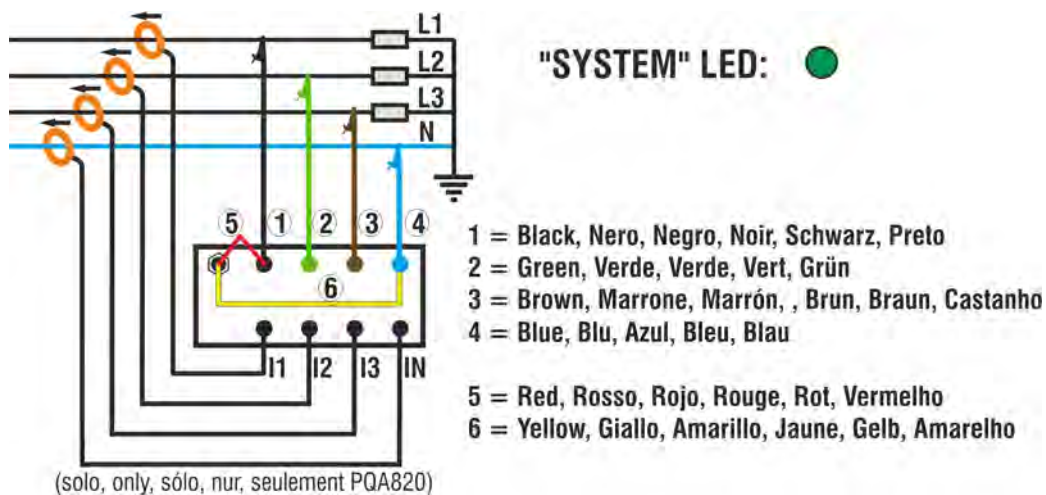 L1
L2
L3
N
"SYSTEM" LED:
5 1 2 3 4
6
I1 I2 I3 IN
(solo, only, sólo, nur, seulement PQA820)
1 = Black, Nero, Negro, Noir, Schwarz, Preto
2 = Green, Verde, Verde, Vert, Grün
3 = Brown, Marrone, Marrón, , Brun, Braun, Castanho
4 = Blue, Blu, Azul, Bleu, Blau
5 = Red, Rosso, Rojo, Rouge, Rot, Vermelho
6 = Yellow, Giallo, Amarillo, Jaune, Gelb, Amarelho